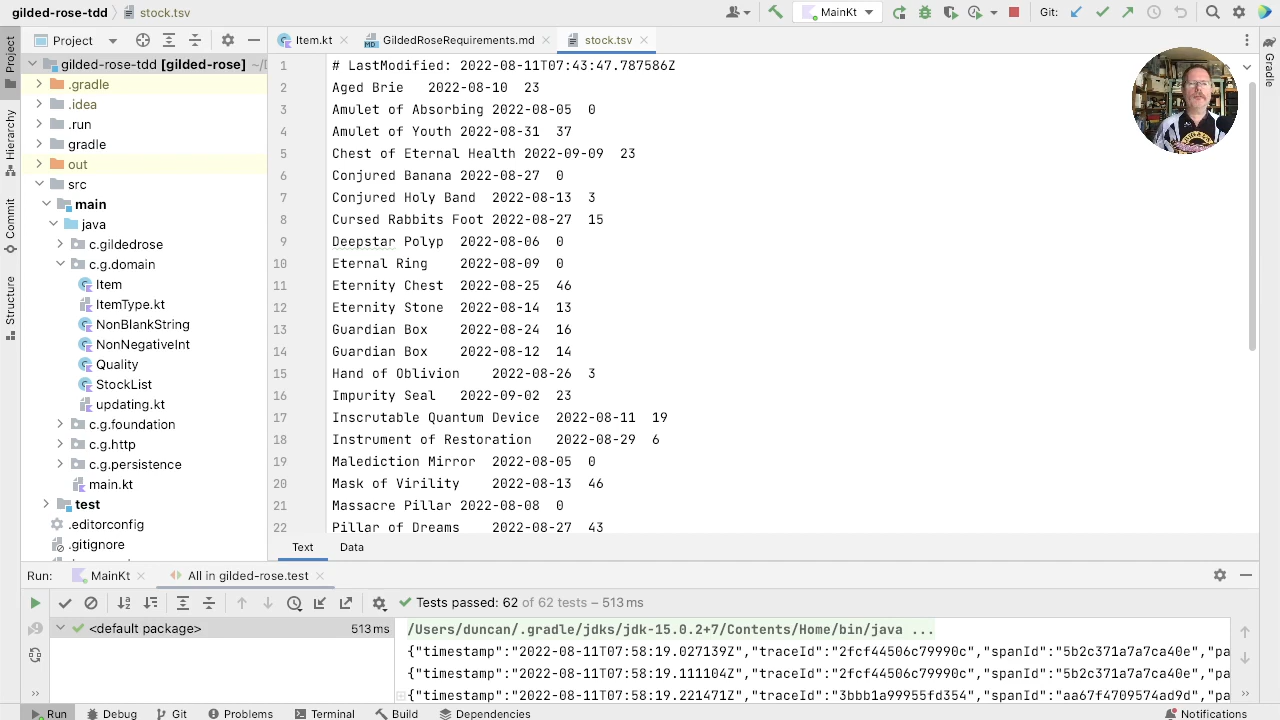 gilded-rose-tdd
stock.tsv
MainKt
Git:
Project
Item.kt
GildedRoseRequirements.md
stock.tsv
Project
Hierarchy
Commit
Structure
gilded-rose-tdd [gilded-rose]
.gradle
.idea
.run
gradle
out
src
main
java
c.gildedrose
c.g.domain
Item
ItemType.kt
NonBlankString
NonNegativeInt
Quality
StockList
updating.kt
c.g.foundation
c.g.http
c.g.persistence
main.kt
test
.editorconfig
.gitignore
1 # LastModified: 2022-08-11T07:43:47.787586Z
2 Aged Brie 2022-08-10 23
3 Amulet of Absorbing 2022-08-05 0
4 Amulet of Youth 2022-08-31 37
5 Chest of Eternal Health 2022-09-09 23
6 Conjured Banana 2022-08-27 0
7 Conjured Holy Band 2022-08-13 3
8 Cursed Rabbits Foot 2022-08-27 15
9 Deepstar Polyp 2022-08-06 0
10 Eternal Ring 2022-08-09 0
11 Eternity Chest 2022-08-25 46
12 Eternity Stone 2022-08-14 13
13 Guardian Box 2022-08-24 16
14 Guardian Box 2022-08-12 14
15 Hand of Oblivion 2022-08-26 3
16 Impurity Seal 2022-09-02 23
17 Inscrutable Quantum Device 2022-08-11 19
18 Instrument of Restoration 2022-08-29 6
19 Malediction Mirror 2022-08-05 0
20 Mask of Virility 2022-08-13 46
21 Massacre Pillar 2022-08-08 0
22 Pillar of Dreams 2022-08-27 43
Gradle
Text Data
Run: MainKt All in gilded-rose.test
Tests passed: 62 of 62 tests – 513 ms
<default package> 513 ms
/Users/duncan/.gradle/jdks/jdk-15.0.2+7/Contents/Home/bin/java ...
{"timestamp":"2022-08-11T07:58:19.027139Z","traceId":"2fcf44506c79990c","spanId":"5b2c371a7a7ca40e","pa
{"timestamp":"2022-08-11T07:58:19.111104Z","traceId":"2fcf44506c79990c","spanId":"5b2c371a7a7ca40e","pa
{"timestamp":"2022-08-11T07:58:19.221471Z","traceId":"3bbb1a99955fd354","spanId":"aa67f4709574ad9d","pa
Run Debug Git Problems Terminal Build Dependencies Notifications